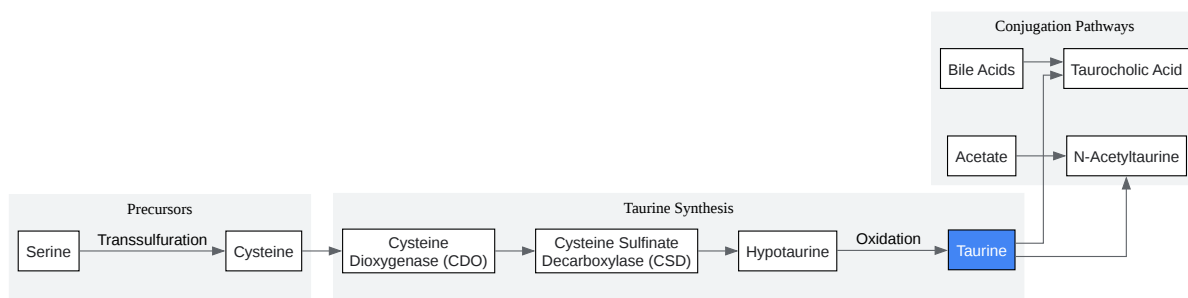 Conjugation Pathways
Bile Acids
Taurocholic Acid
Acetate
N-Acetyltaurine
Precursors
Serine
Transsulfuration
Cysteine
Taurine Synthesis
Cysteine
Dioxygenase (CDO)
Cysteine Sulfinate
Decarboxylase (CSD)
Hypotaurine
Oxidation
Taurine